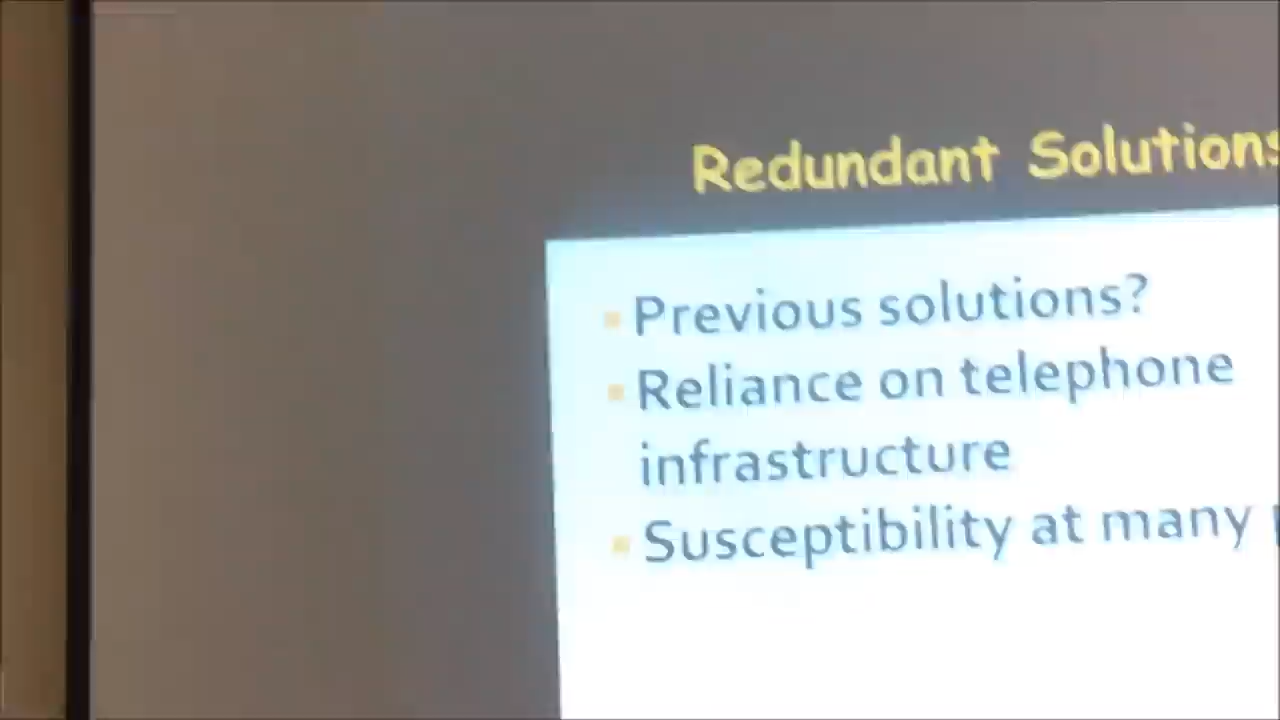 Redundant Solutions
▪ Previous solutions?
▪ Reliance on telephone
infrastructure
▪ Susceptibility at many